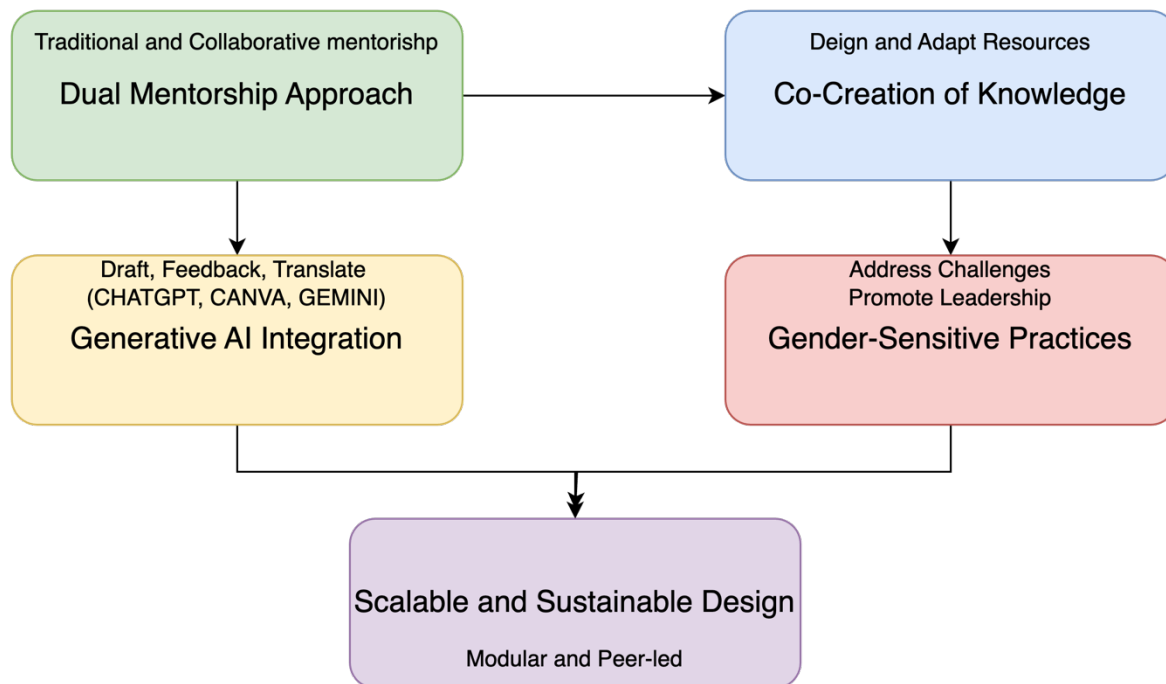 Traditional and Collaborative mentorishp
Dual Mentorship Approach
Deign and Adapt Resources
Co-Creation of Knowledge
Draft, Feedback, Translate
(CHATGPT, CANVA, GEMINI)
Generative AI Integration
Address Challenges
Promote Leadership
Gender-Sensitive Practices
Scalable and Sustainable Design
Modular and Peer-led